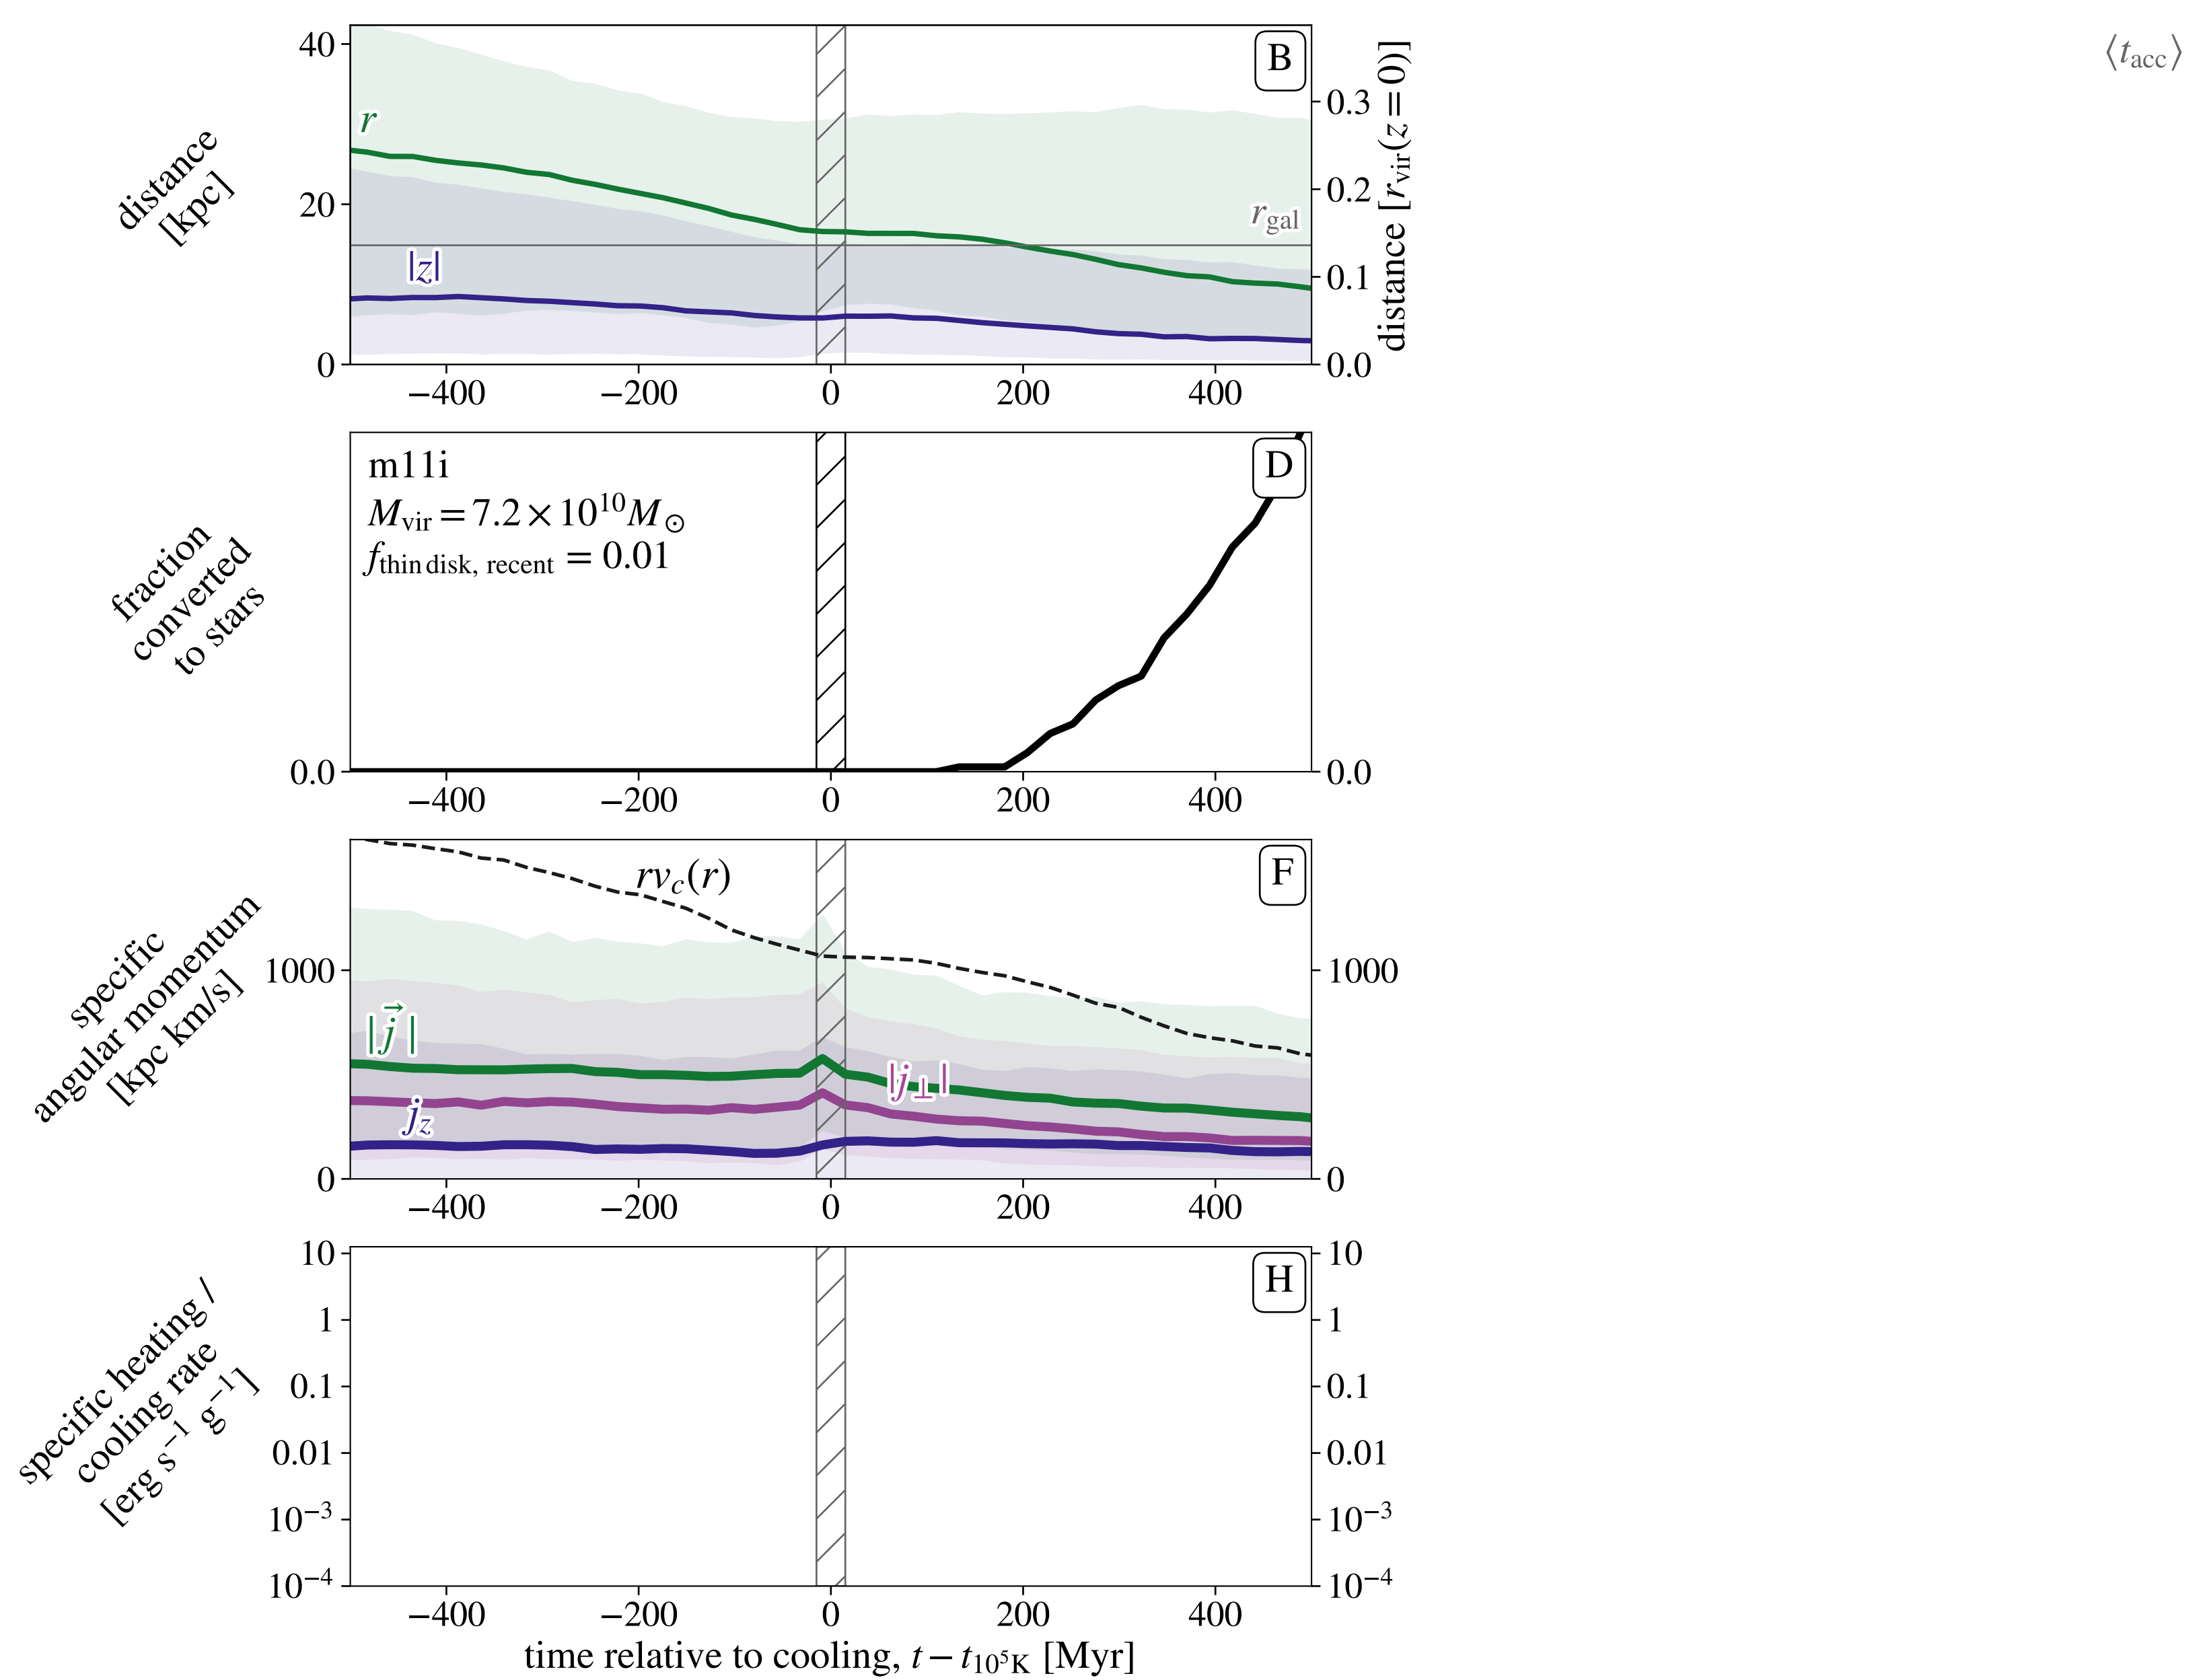 distance
[kpc]
40
20
0
r
|z|
r_gal
B
0.3
0.2
0.1
0.0
distance [r_vir(z=0)]
⟨t_acc⟩
−400 −200 0 200 400
fraction
converted
to stars
0.0
m11i
M_vir = 7.2 × 10^10 M_⊙
f_thin disk, recent = 0.01
D
0.0
−400 −200 0 200 400
specific
angular momentum
[kpc km/s]
1000
0
rv_c(r)
|j⃗|
j_z
|j_⊥|
F
1000
0
−400 −200 0 200 400
specific heating /
cooling rate
[erg s^−1 g^−1]
10
1
0.1
0.01
10^−3
10^−4
H
10
1
0.1
0.01
10^−3
10^−4
−400 −200 0 200 400
time relative to cooling, t − t_10^5K [Myr]